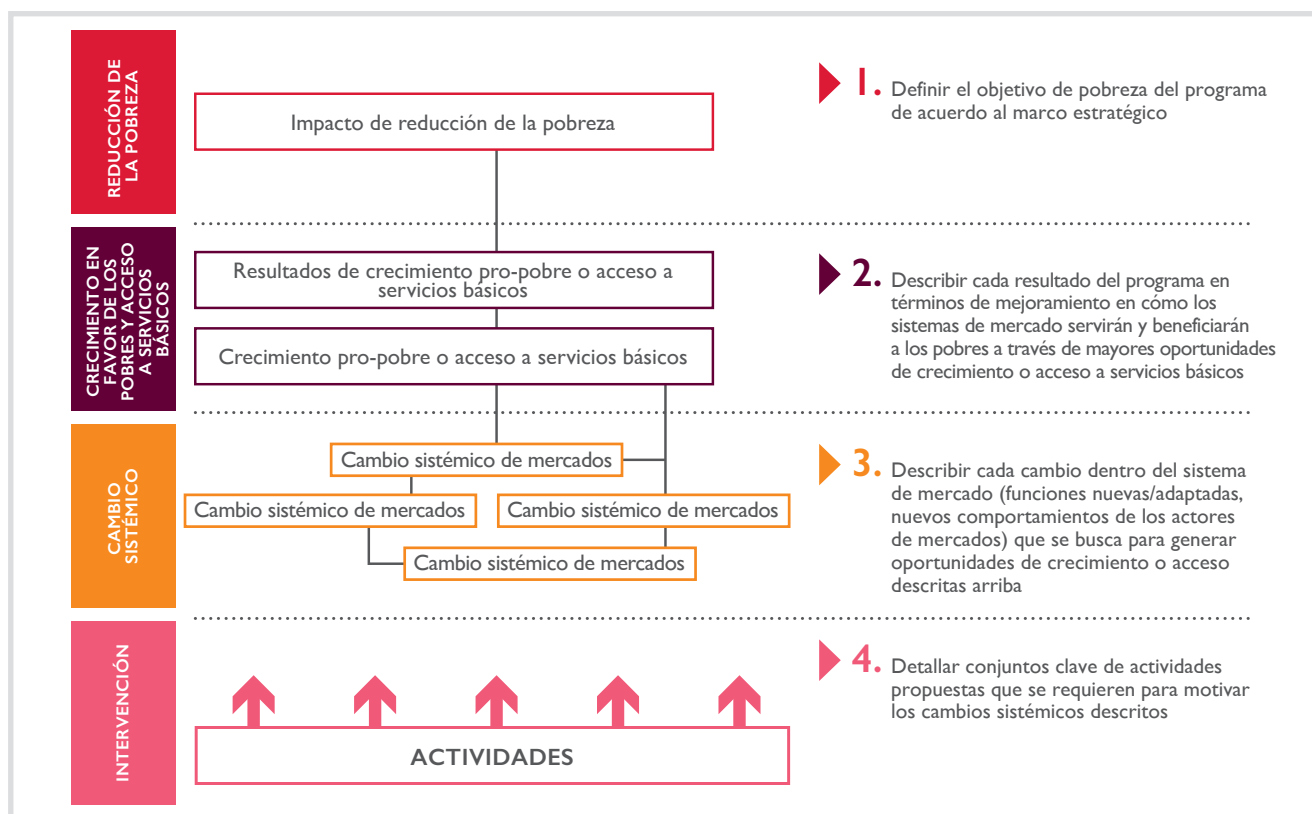 REDUCCIÓN DE
LA POBREZA
Impacto de reducción de la pobreza
1. Definir el objetivo de pobreza del programa
de acuerdo al marco estratégico
CRECIMIENTO EN
FAVOR DE LOS
POBRES Y ACCESO
A SERVICIOS
BÁSICOS
Resultados de crecimiento pro-pobre o acceso a
servicios básicos
Crecimiento pro-pobre o acceso a servicios básicos
2. Describir cada resultado del programa en
términos de mejoramiento en cómo los
sistemas de mercado servirán y beneficiarán
a los pobres a través de mayores oportunidades
de crecimiento o acceso a servicios básicos
CAMBIO
SISTÉMICO
Cambio sistémico de mercados
Cambio sistémico de mercados
Cambio sistémico de mercados
Cambio sistémico de mercados
3. Describir cada cambio dentro del sistema
de mercado (funciones nuevas/adaptadas,
nuevos comportamientos de los actores
de mercados) que se busca para generar
oportunidades de crecimiento o acceso
descritas arriba
INTERVENCIÓN
ACTIVIDADES
4. Detallar conjuntos clave de actividades
propuestas que se requieren para motivar
los cambios sistémicos descritos